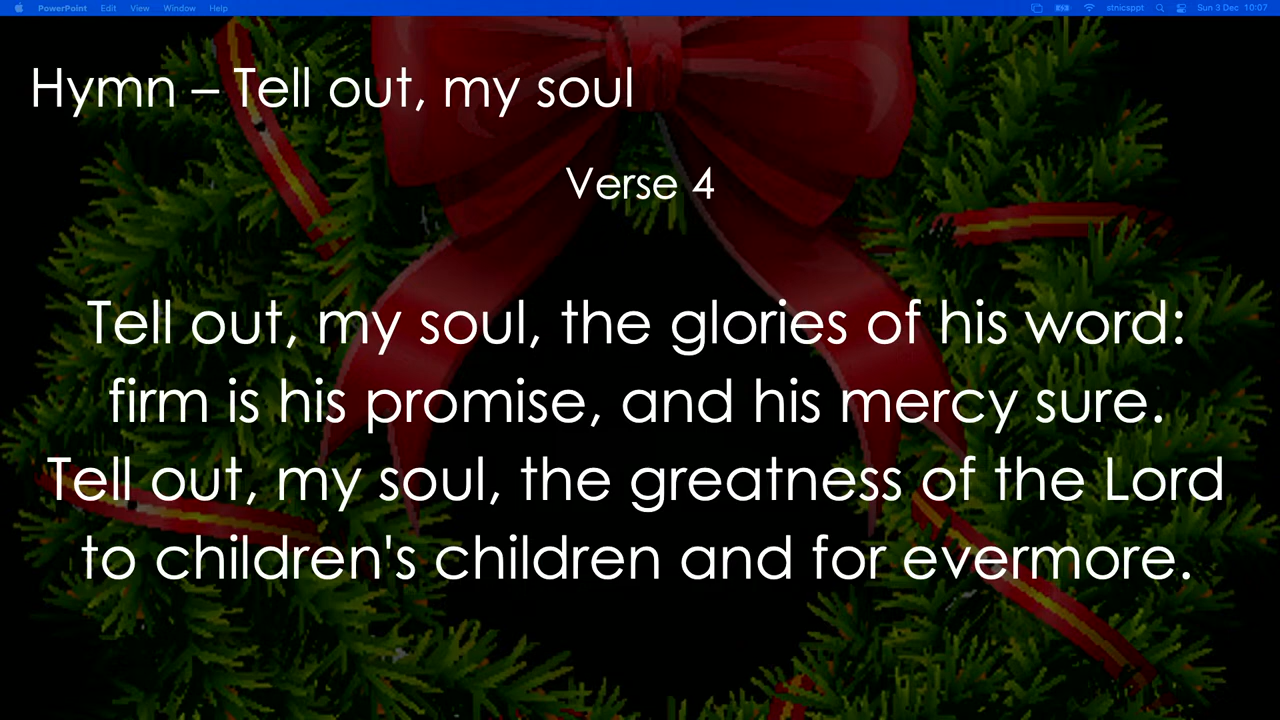 PowerPoint Edit View Window Help stnicsppt Sun 3 Dec 10:07
Hymn – Tell out, my soul
Verse 4
Tell out, my soul, the glories of his word:
firm is his promise, and his mercy sure.
Tell out, my soul, the greatness of the Lord
to children's children and for evermore.